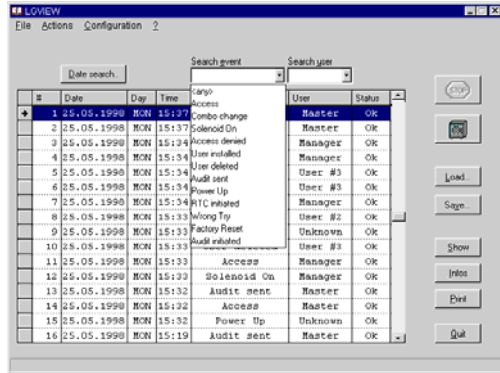 LGVIEW
File Actions Configuration ?
Search event Search user
Date search..
STOP
# Date Day Time User Status
1 25.05.1998 MON 15:37 Master Ok
2 25.05.1998 MON 15:37 Master Ok
3 25.05.1998 MON 15:34 Manager Ok
4 25.05.1998 MON 15:34 Manager Ok
5 25.05.1998 MON 15:34 User #3 Ok
6 25.05.1998 MON 15:34 User #3 Ok
7 25.05.1998 MON 15:34 Manager Ok
8 25.05.1998 MON 15:33 User #2 Ok
9 25.05.1998 MON 15:33 Unknown Ok
10 25.05.1998 MON 15:33 User #3 Ok
11 25.05.1998 MON 15:33 Access Manager Ok
12 25.05.1998 MON 15:33 Solenoid On Manager Ok
13 25.05.1998 MON 15:32 Audit sent Master Ok
14 25.05.1998 MON 15:32 Access Master Ok
15 25.05.1998 MON 15:32 Power Up Unknown Ok
16 25.05.1998 MON 15:19 Audit sent Master Ok
<any>
Access
Combo change
Solenoid On
Access denied
User installed
User deleted
Audit sent
Power Up
RTC initiated
Wrong Try
Factory Reset
Audit initiated
Load..
Save..
Show
Infos
Print
Quit